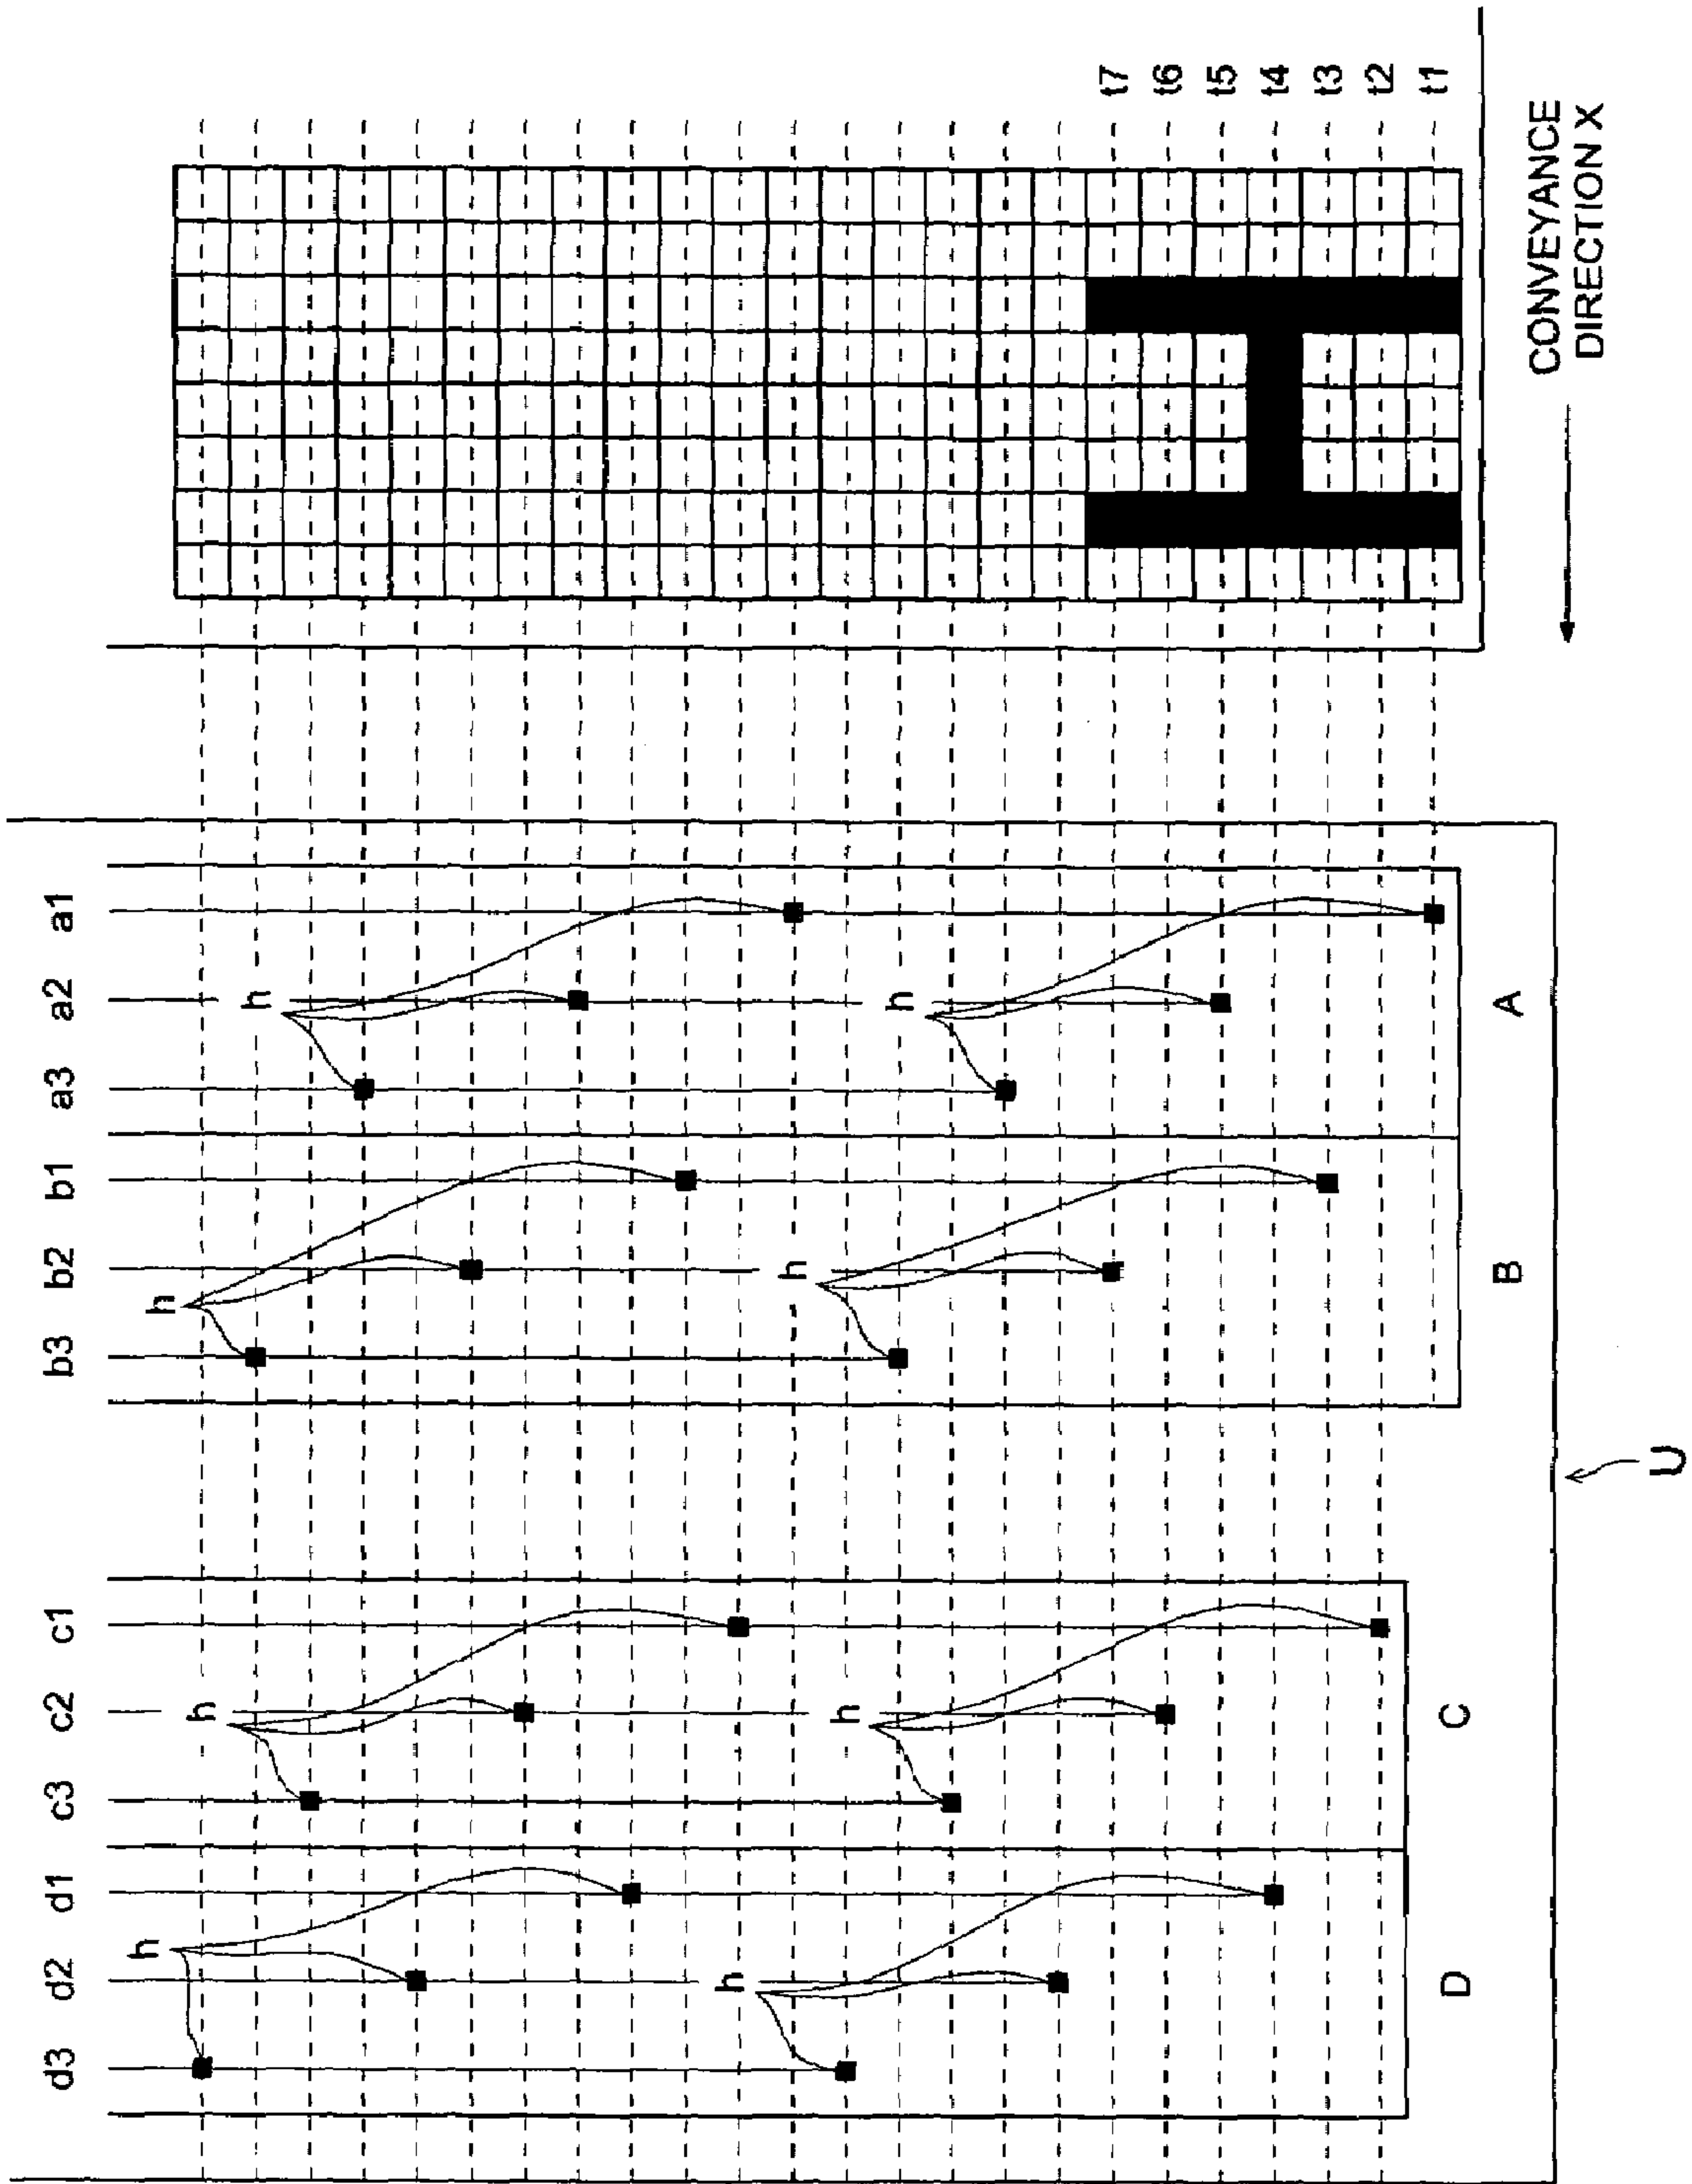 d3 d2 d1 c3 c2 c1 b3 b2 b1 a3 a2 a1
h
h
h
h
h
h
h
h
t7
t6
t5
t4
t3
t2
t1
D C B A
U
CONVEYANCE
DIRECTION X